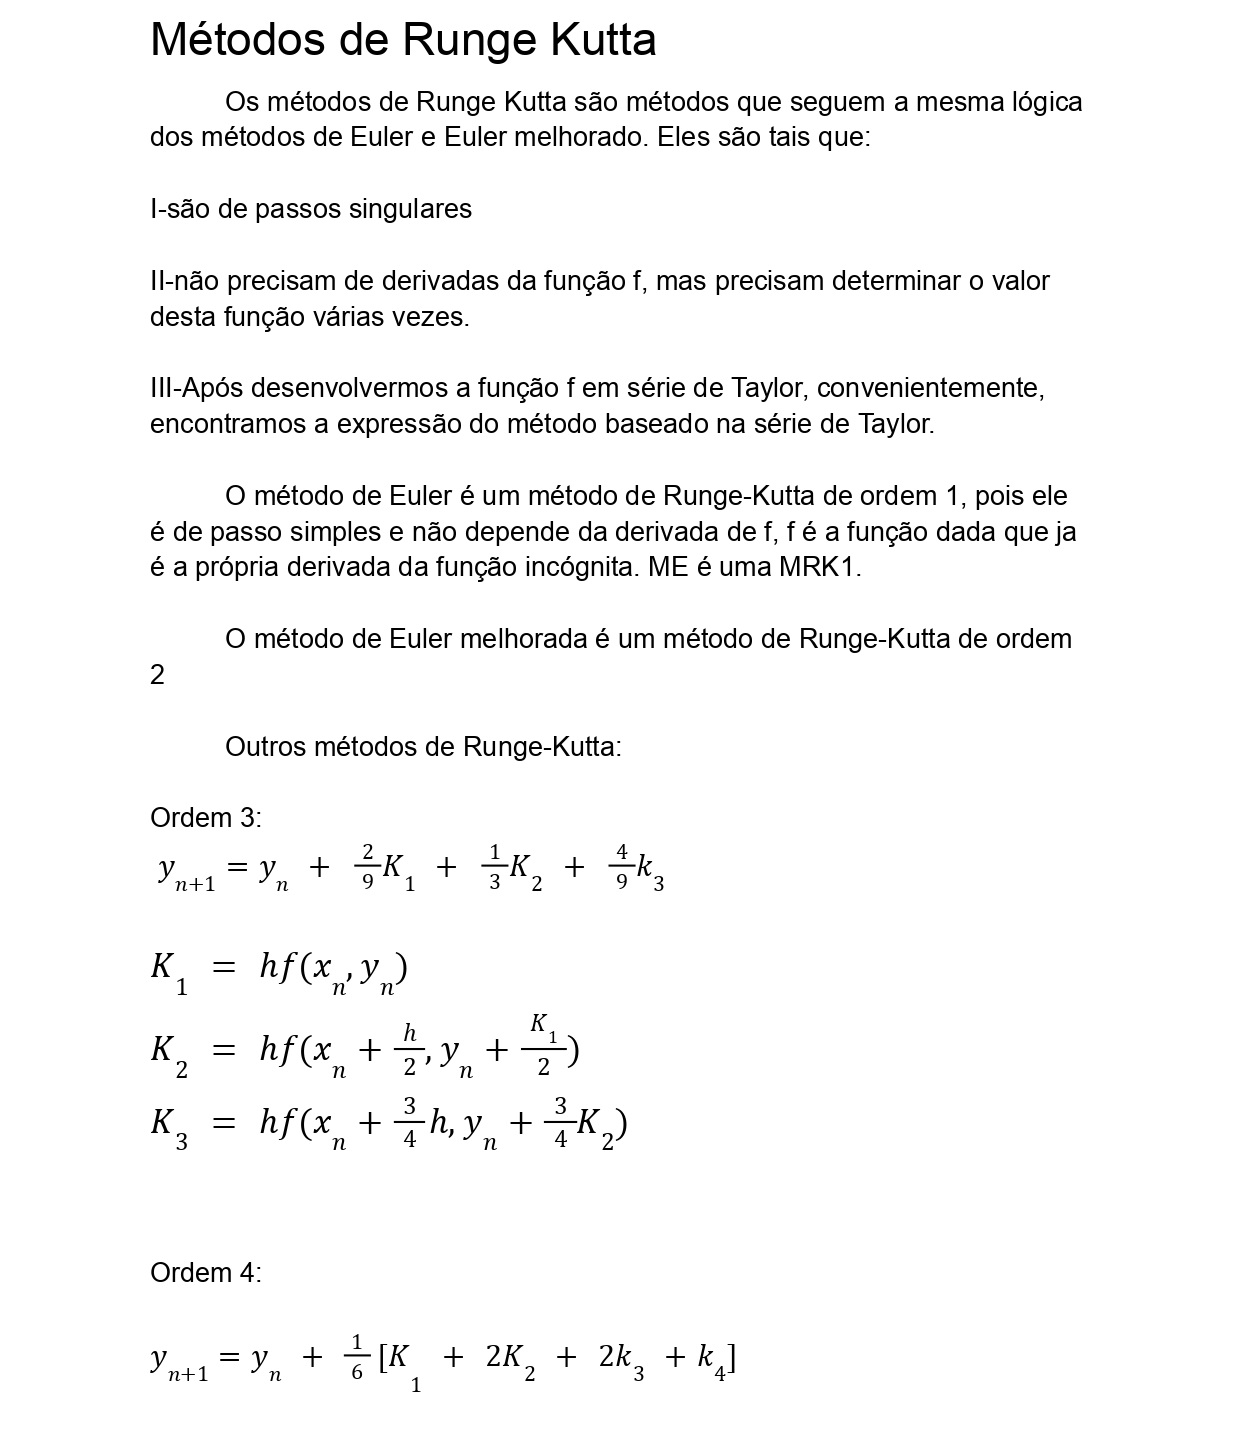 Métodos de Runge Kutta
Os métodos de Runge Kutta são métodos que seguem a mesma lógica
dos métodos de Euler e Euler melhorado. Eles são tais que:
I-são de passos singulares
II-não precisam de derivadas da função f, mas precisam determinar o valor
desta função várias vezes.
III-Após desenvolvermos a função f em série de Taylor, convenientemente,
encontramos a expressão do método baseado na série de Taylor.
O método de Euler é um método de Runge-Kutta de ordem 1, pois ele
é de passo simples e não depende da derivada de f, f é a função dada que ja
é a própria derivada da função incógnita. ME é uma MRK1.
O método de Euler melhorada é um método de Runge-Kutta de ordem
2
Outros métodos de Runge-Kutta:
Ordem 3:
y_{n+1} = y_n + \frac{2}{9}K_1 + \frac{1}{3}K_2 + \frac{4}{9}k_3
K_1 = hf(x_n, y_n)
K_2 = hf(x_n + \frac{h}{2}, y_n + \frac{K_1}{2})
K_3 = hf(x_n + \frac{3}{4}h, y_n + \frac{3}{4}K_2)
Ordem 4:
y_{n+1} = y_n + \frac{1}{6}[K_1 + 2K_2 + 2k_3 + k_4]